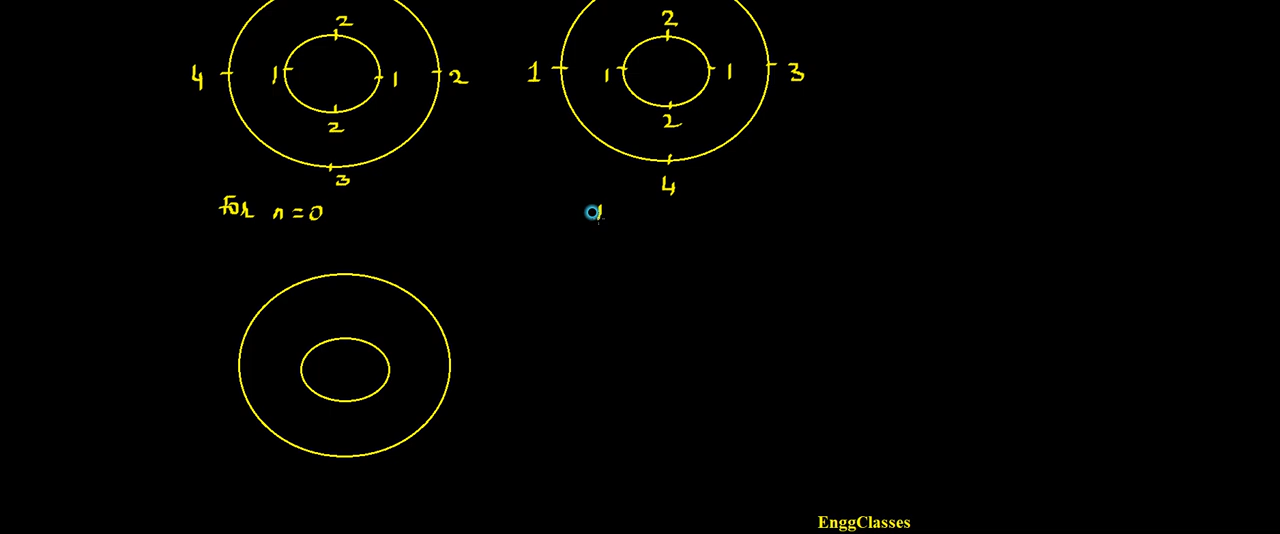 2 2
4 1 1 2 1 1 1 3
2 2
3 4
for n = 0
EnggClasses